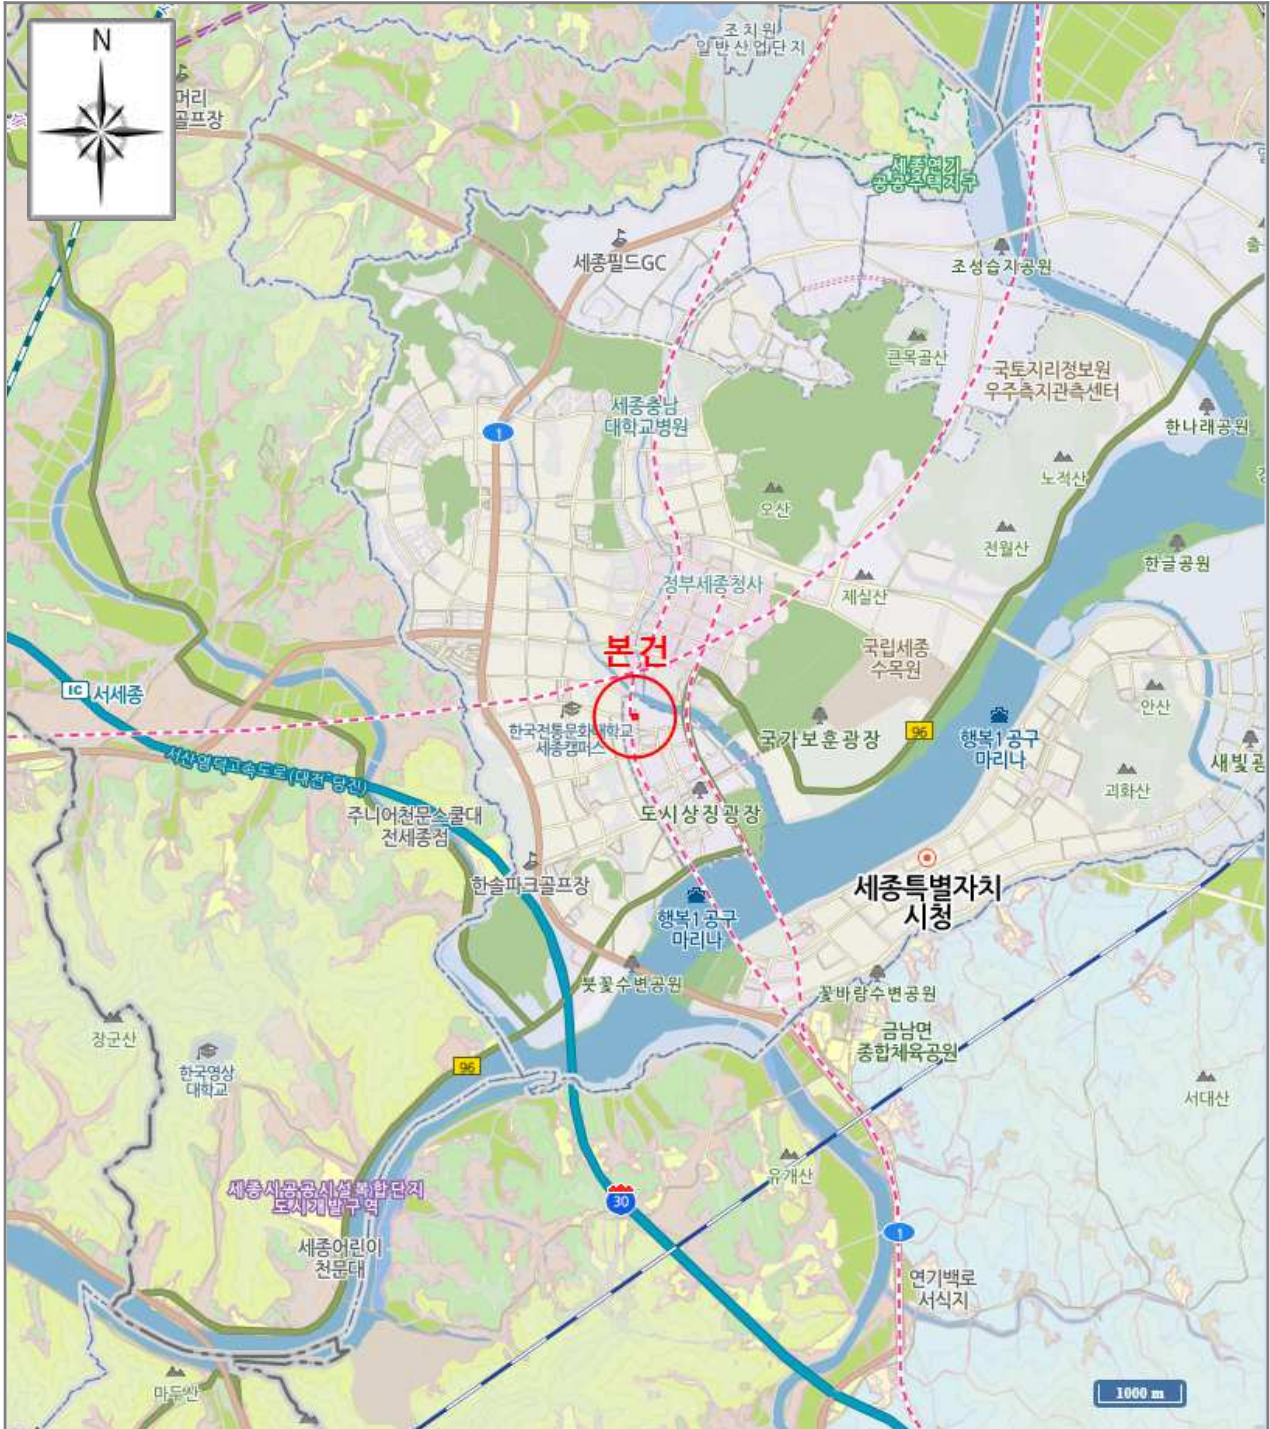 N
조치원
일반산업단지
머리
골프장
세종연기
공공주택지구
세종필드GC
조성습지공원
큰목골산
국토지리정보원
우주측지관측센터
세종충남
대학교병원
한나래공원
1
노적산
오산
전월산
한글공원
정부세종청사
제실산
본건
국립세종
수목원
IC 서세종
안산
한국전통문화대학교
세종캠퍼스
국가보훈광장
96
행복1공구
마리나
서산영덕고속도로(대전-당진)
괴화산
주니어천문스쿨대
전세종점
도시상징광장
한솔파크골프장
세종특별자치
시청
행복1공구
마리나
붓꽃수변공원
꽃바람수변공원
장군산
금남면
종합체육공원
한국영상
대학교
96
서대산
유개산
세종시공공시설복합단지
도시개발구역
30
1
세종어린이
천문대
연기백로
서식지
마두산
1000 m